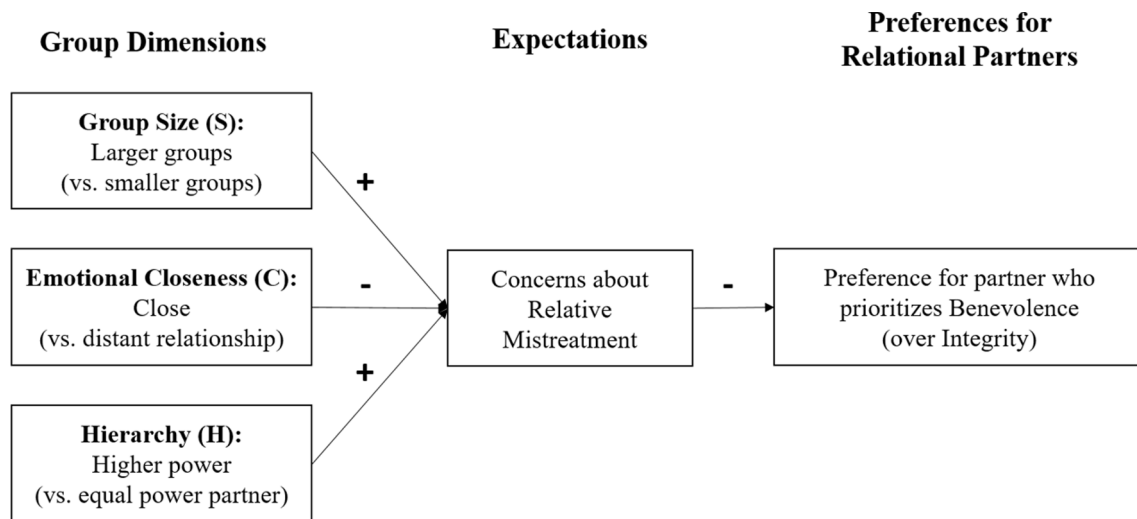 Group Dimensions
Expectations
Preferences for
Relational Partners
Group Size (S):
Larger groups
(vs. smaller groups)
+
Emotional Closeness (C):
Close
(vs. distant relationship)
-
Hierarchy (H):
Higher power
(vs. equal power partner)
+
Concerns about
Relative
Mistreatment
-
Preference for partner who
prioritizes Benevolence
(over Integrity)